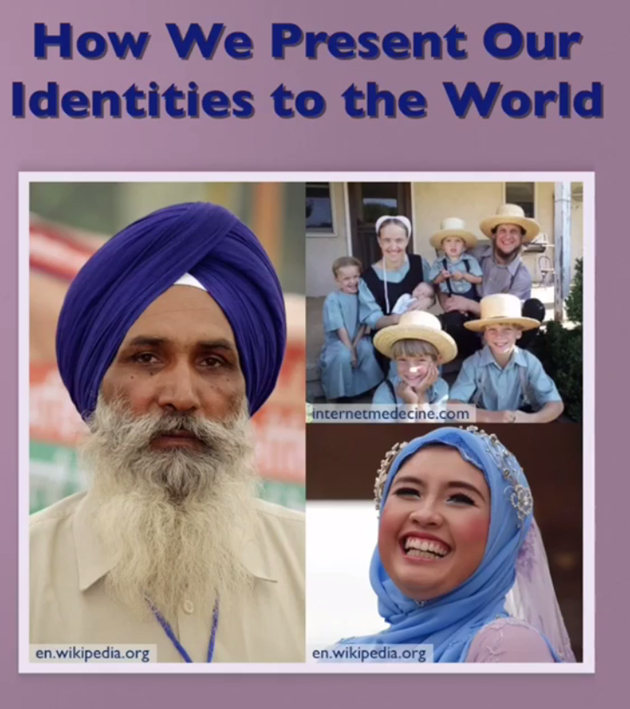 How We Present Our
Identities to the World
internetmedecine.com
en.wikipedia.org
en.wikipedia.org